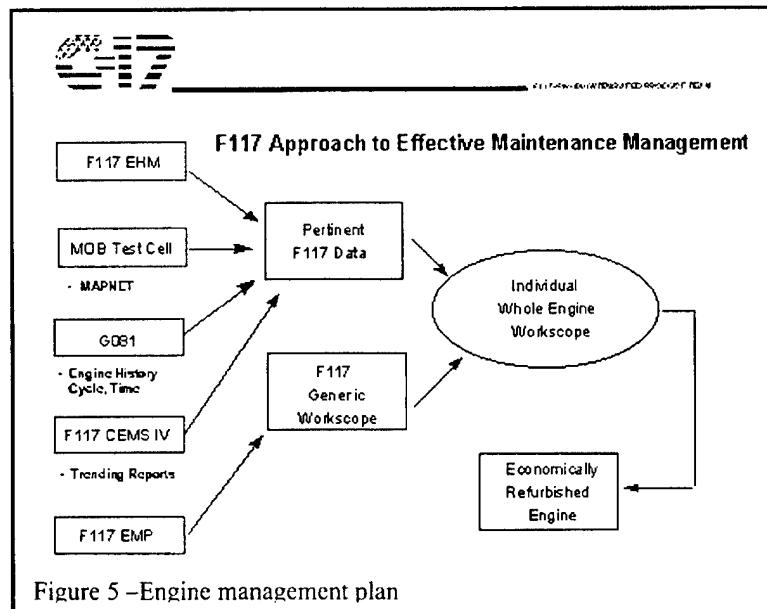 C-17
F117 Approach to Effective Maintenance Management
F117 EHM
MOB Test Cell
- MAPNET
G081
- Engine History
Cycle, Time
F117 CEMS IV
- Trending Reports
F117 EMP
Pertinent
F117 Data
F117
Generic
Workscope
Individual
Whole Engine
Workscope
Economically
Refurbished
Engine
Figure 5 –Engine management plan